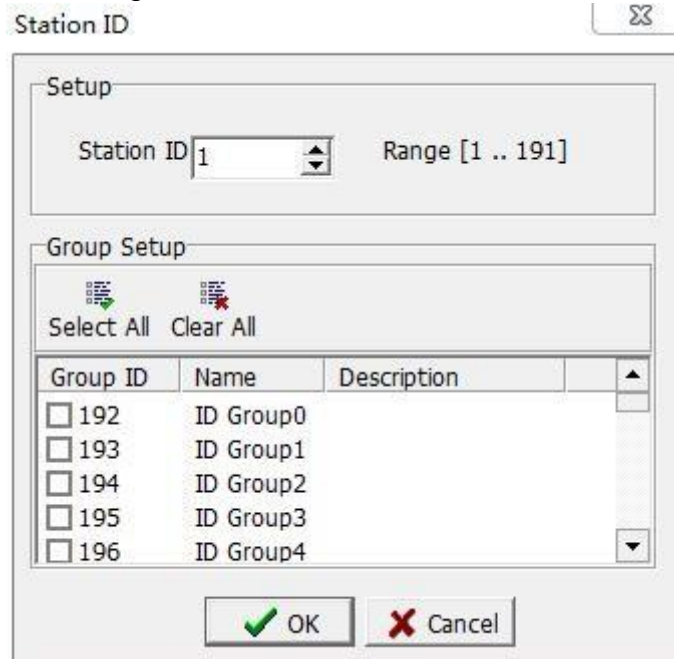 Station ID
Setup
Station ID 1 Range [1 .. 191]
Group Setup
Select All Clear All
Group ID Name Description
192 ID Group0
193 ID Group1
194 ID Group2
195 ID Group3
196 ID Group4
OK Cancel